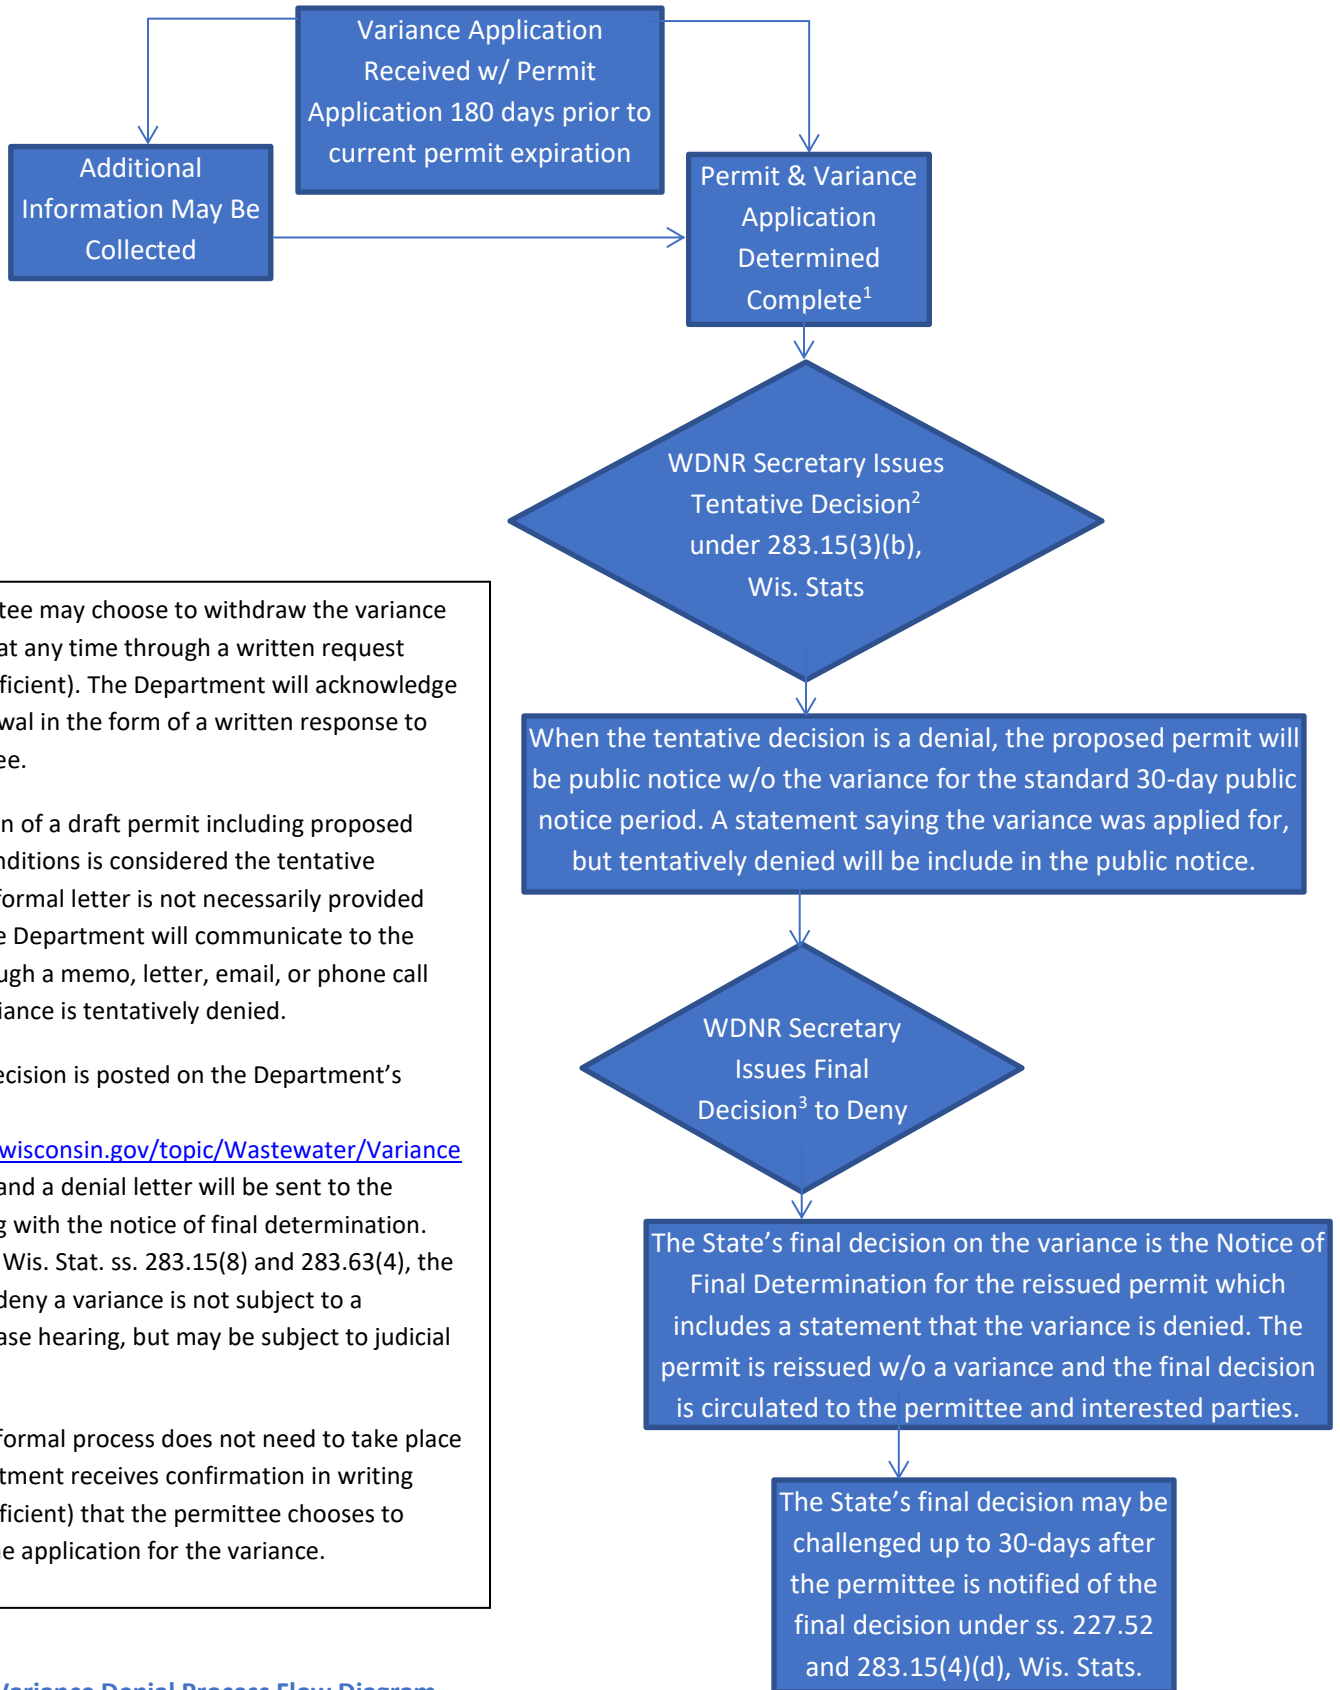 Variance Application
Received w/ Permit
Application 180 days prior to
current permit expiration
Additional
Information May Be
Collected
Permit & Variance
Application
Determined
Complete1
WDNR Secretary Issues
Tentative Decision2
under 283.15(3)(b),
Wis. Stats
When the tentative decision is a denial, the proposed permit will
be public notice w/o the variance for the standard 30-day public
notice period. A statement saying the variance was applied for,
but tentatively denied will be include in the public notice.
WDNR Secretary
Issues Final
Decision3 to Deny
The State's final decision on the variance is the Notice of
Final Determination for the reissued permit which
includes a statement that the variance is denied. The
permit is reissued w/o a variance and the final decision
is circulated to the permittee and interested parties.
The State's final decision may be
challenged up to 30-days after
the permittee is notified of the
final decision under ss. 227.52
and 283.15(4)(d), Wis. Stats.
may choose to withdraw the variance
at any time through a written request
The Department will acknowledge
in the form of a written response to
of a draft permit including proposed
is considered the tentative
formal letter is not necessarily provided
Department will communicate to the
a memo, letter, email, or phone call
is tentatively denied.
is posted on the Department's
wisconsin.gov/topic/Wastewater/Variance
and a denial letter will be sent to the
with the notice of final determination.
Wis. Stat. ss. 283.15(8) and 283.63(4), the
deny a variance is not subject to a
hearing, but may be subject to judicial
formal process does not need to take place
receives confirmation in writing
that the permittee chooses to
application for the variance.
Variance Denial Process Flow Diagram